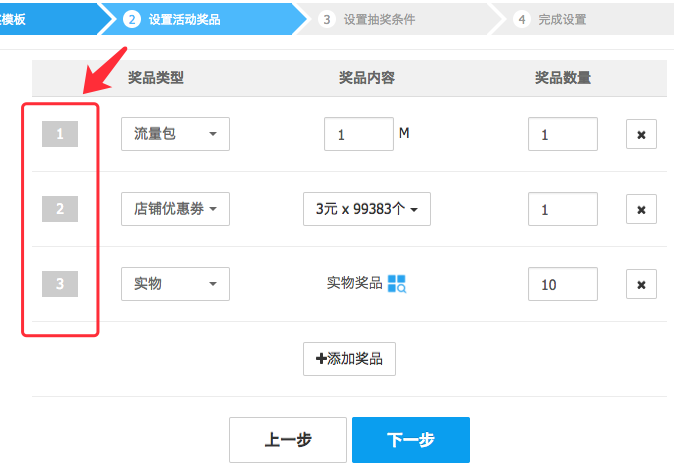 模板 2 设置活动奖品 3 设置抽奖条件 4 完成设置
奖品类型 奖品内容 奖品数量
1 流量包 1 M 1
2 店铺优惠劵 3元 x 99383个 1
3 实物 实物奖品 10
添加奖品
上一步 下一步